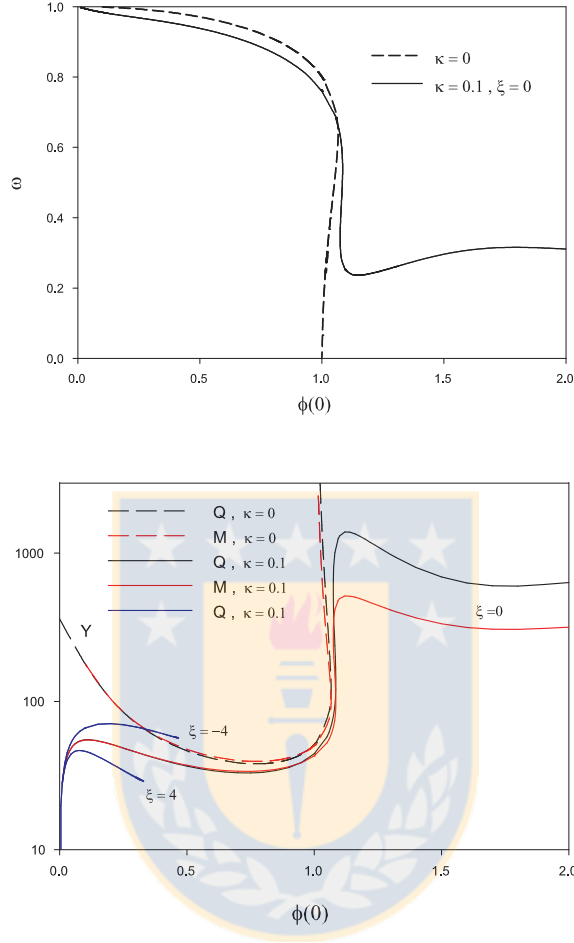 1.0
κ = 0
κ = 0.1 , ξ = 0
0.8
0.6
ω
0.4
0.2
0.0
0.0 0.5 1.0 1.5 2.0
ϕ(0)
Q , κ = 0
M , κ = 0
Q , κ = 0.1
M , κ = 0.1
Q , κ = 0.1
1000
ξ=0
Y
100
ξ=−4
ξ= 4
10
0.0 0.5 1.0 1.5 2.0
ϕ(0)